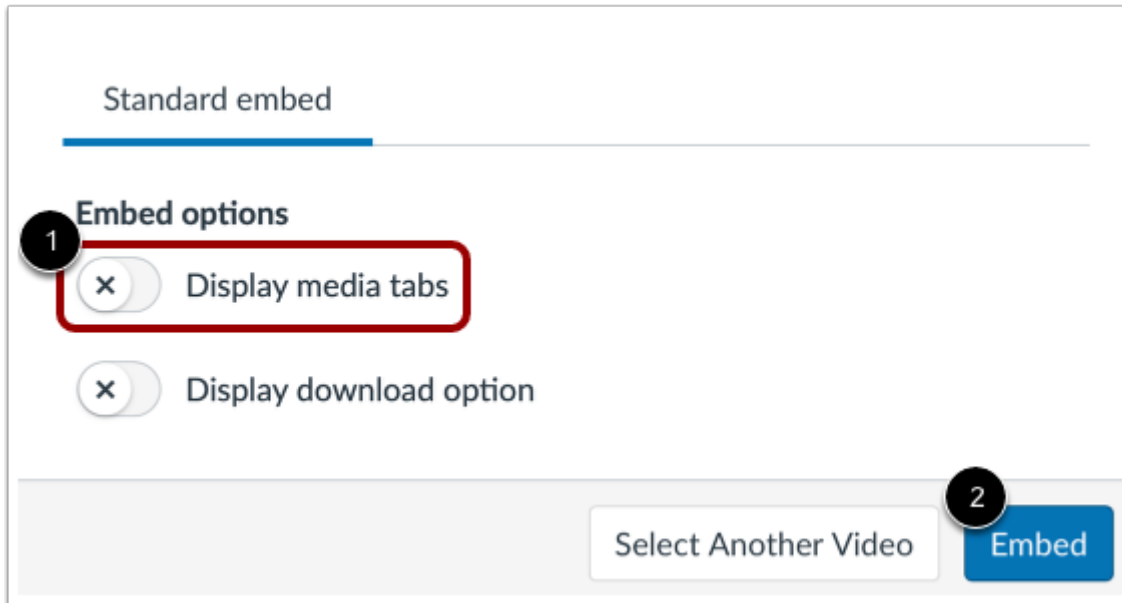 Standard embed
Embed options
1
Display media tabs
Display download option
2
Select Another Video
Embed